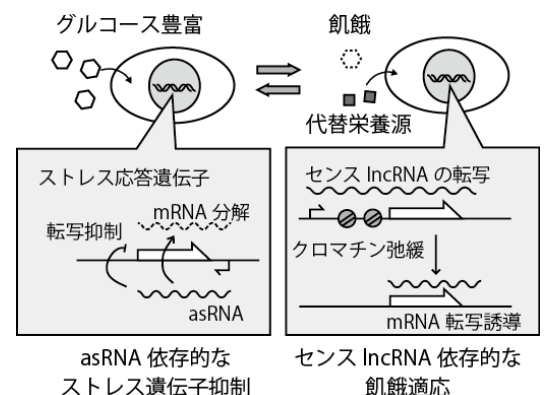 グルコース豊富
飢餓
代替栄養源
ストレス応答遺伝子
mRNA 分解
転写抑制
asRNA
センス lncRNA の転写
クロマチン弛緩
mRNA 転写誘導
asRNA 依存的な
ストレス遺伝子抑制
センス lncRNA 依存的な
飢餓適応